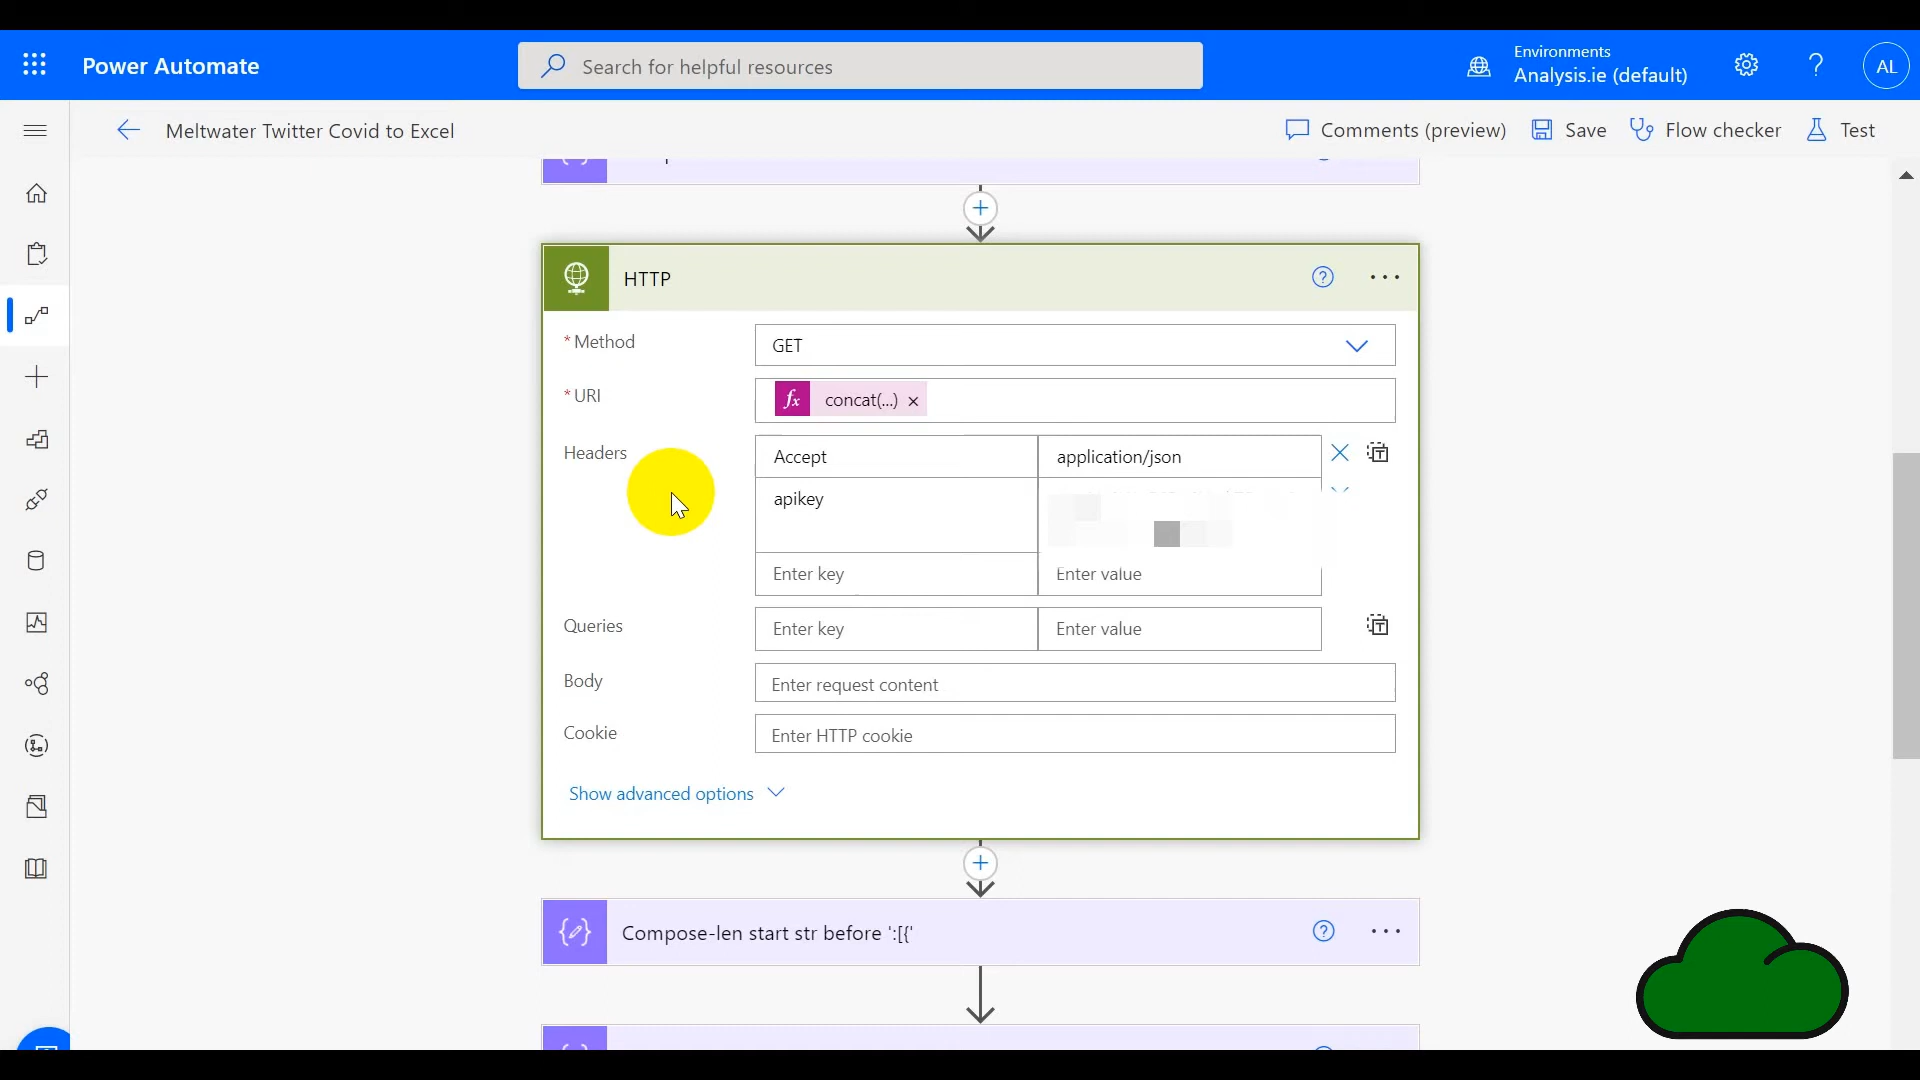 Power Automate
Search for helpful resources
Environments
Analysis.ie (default)
?
AL
Meltwater Twitter Covid to Excel
Comments (preview)
Save
Flow checker
Test
HTTP
?
* Method
GET
* URI
fx concat(...) ×
Headers
Accept
application/json
apikey
Enter key
Enter value
Queries
Enter key
Enter value
Body
Enter request content
Cookie
Enter HTTP cookie
Show advanced options
Compose-len start str before ':[{'
?